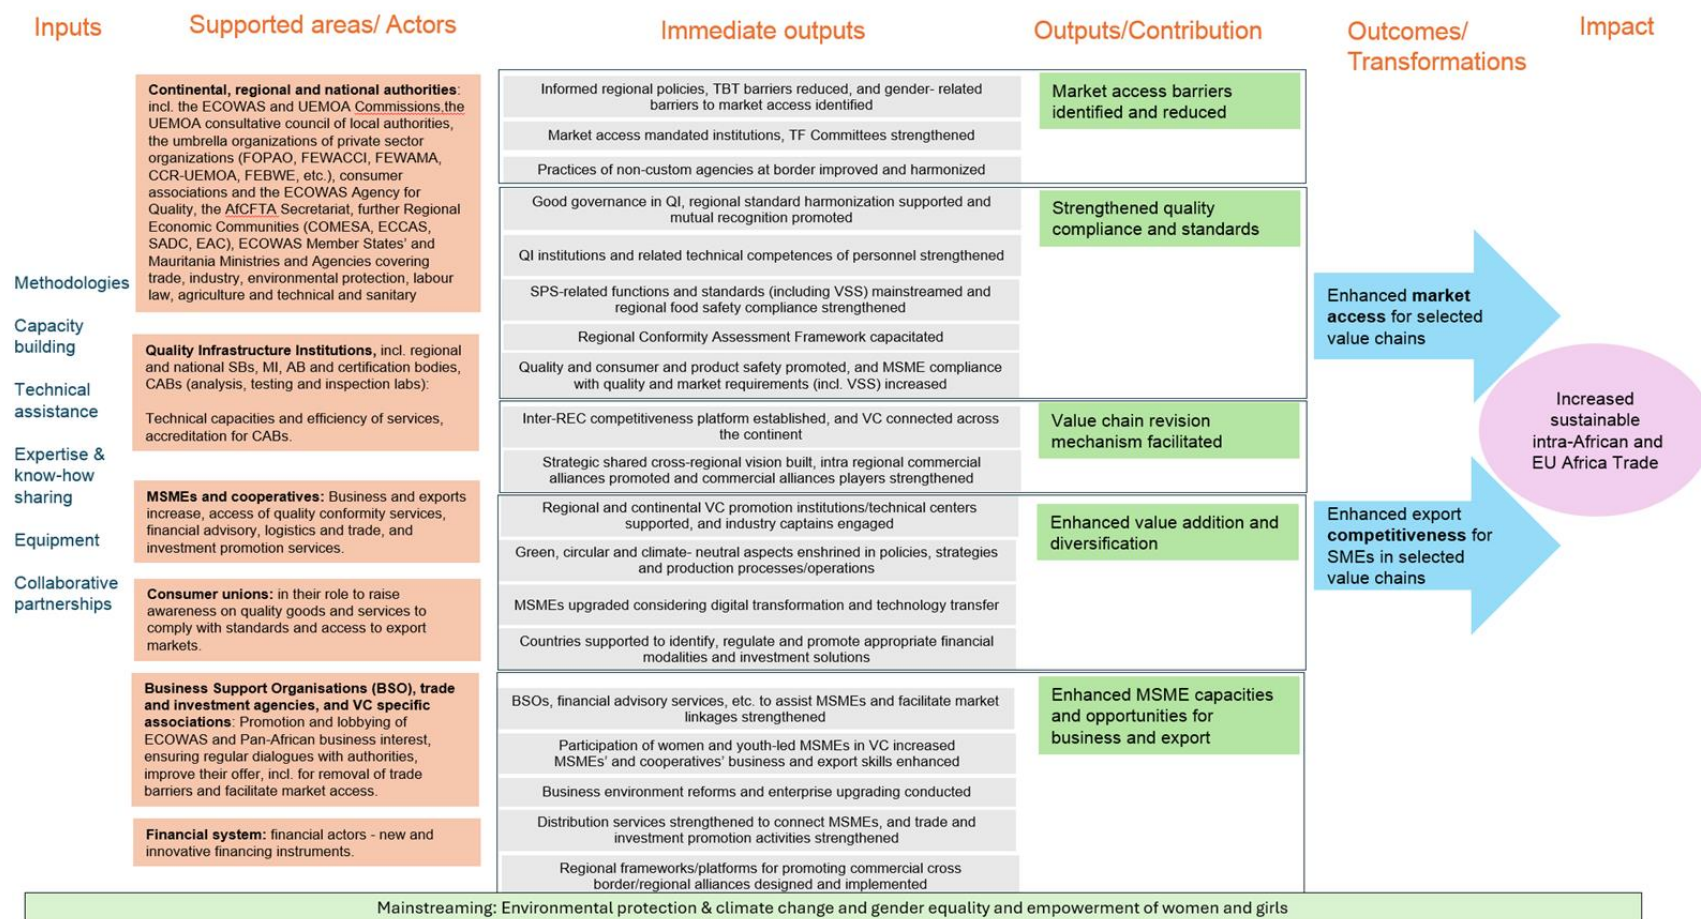 Inputs
Supported areas/ Actors
Immediate outputs
Outputs/Contribution
Outcomes/
Transformations
Impact
Methodologies
Capacity
building
Technical
assistance
Expertise &
know-how
sharing
Equipment
Collaborative
partnerships
Continental, regional and national authorities:
incl. the ECOWAS and UEMOA Commissions,the
UEMOA consultative council of local authorities,
the umbrella organizations of private sector
organizations (FOPAO, FEWACCI, FEWAMA,
CCR-UEMOA, FEBWE, etc.), consumer
associations and the ECOWAS Agency for
Quality, the AfCFTA Secretariat, further Regional
Economic Communities (COMESA, ECCAS,
SADC, EAC), ECOWAS Member States' and
Mauritania Ministries and Agencies covering
trade, industry, environmental protection, labour
law, agriculture and technical and sanitary
Quality Infrastructure Institutions, incl. regional
and national SBs, MI, AB and certification bodies,
CABs (analysis, testing and inspection labs):
Technical capacities and efficiency of services,
accreditation for CABs.
MSMEs and cooperatives: Business and exports
increase, access of quality conformity services,
financial advisory, logistics and trade, and
investment promotion services.
Consumer unions: in their role to raise
awareness on quality goods and services to
comply with standards and access to export
markets.
Business Support Organisations (BSO), trade
and investment agencies, and VC specific
associations: Promotion and lobbying of
ECOWAS and Pan-African business interest,
ensuring regular dialogues with authorities,
improve their offer, incl. for removal of trade
barriers and facilitate market access.
Financial system: financial actors - new and
innovative financing instruments.
Informed regional policies, TBT barriers reduced, and gender- related
barriers to market access identified
Market access mandated institutions, TF Committees strengthened
Practices of non-custom agencies at border improved and harmonized
Market access barriers
identified and reduced
Good governance in QI, regional standard harmonization supported and
mutual recognition promoted
QI institutions and related technical competences of personnel strengthened
SPS-related functions and standards (including VSS) mainstreamed and
regional food safety compliance strengthened
Regional Conformity Assessment Framework capacitated
Quality and consumer and product safety promoted, and MSME compliance
with quality and market requirements (incl. VSS) increased
Strengthened quality
compliance and standards
Inter-REC competitiveness platform established, and VC connected across
the continent
Strategic shared cross-regional vision built, intra regional commercial
alliances promoted and commercial alliances players strengthened
Value chain revision
mechanism facilitated
Regional and continental VC promotion institutions/technical centers
supported, and industry captains engaged
Green, circular and climate- neutral aspects enshrined in policies, strategies
and production processes/operations
MSMEs upgraded considering digital transformation and technology transfer
Countries supported to identify, regulate and promote appropriate financial
modalities and investment solutions
Enhanced value addition and
diversification
BSOs, financial advisory services, etc. to assist MSMEs and facilitate market
linkages strengthened
Participation of women and youth-led MSMEs in VC increased
MSMEs' and cooperatives' business and export skills enhanced
Business environment reforms and enterprise upgrading conducted
Distribution services strengthened to connect MSMEs, and trade and
investment promotion activities strengthened
Regional frameworks/platforms for promoting commercial cross
border/regional alliances designed and implemented
Enhanced MSME capacities
and opportunities for
business and export
Enhanced market
access for selected
value chains
Enhanced export
competitiveness for
SMEs in selected
value chains
Increased
sustainable
intra-African and
EU Africa Trade
Mainstreaming: Environmental protection & climate change and gender equality and empowerment of women and girls